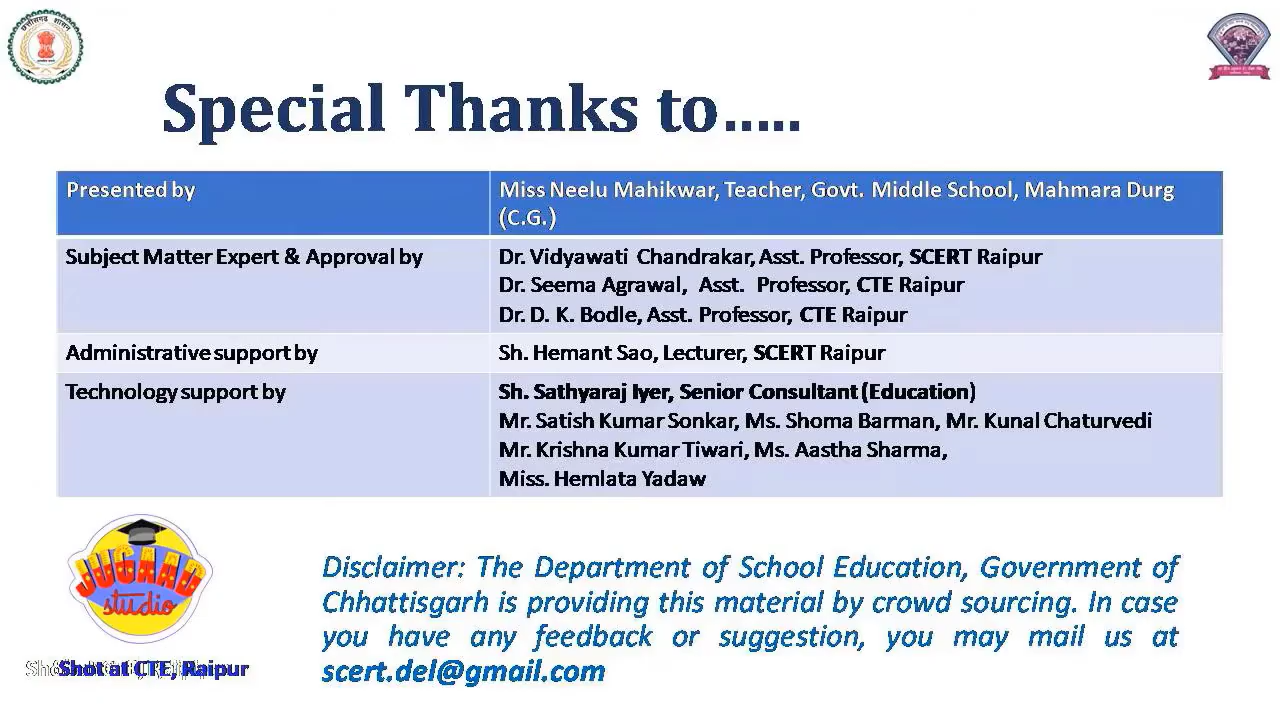 छत्तीसगढ़ शासन
Special Thanks to.....
Presented by
Miss Neelu Mahikwar, Teacher, Govt. Middle School, Mahmara Durg
(C.G.)
Subject Matter Expert & Approval by
Dr. Vidyawati Chandrakar, Asst. Professor, SCERT Raipur
Dr. Seema Agrawal, Asst. Professor, CTE Raipur
Dr. D. K. Bodle, Asst. Professor, CTE Raipur
Administrative support by
Sh. Hemant Sao, Lecturer, SCERT Raipur
Technology support by
Sh. Sathyaraj Iyer, Senior Consultant (Education)
Mr. Satish Kumar Sonkar, Ms. Shoma Barman, Mr. Kunal Chaturvedi
Mr. Krishna Kumar Tiwari, Ms. Aastha Sharma,
Miss. Hemlata Yadaw
JUGAAD
studio
Shot at CTE, Raipur
Disclaimer: The Department of School Education, Government of
Chhattisgarh is providing this material by crowd sourcing. In case
you have any feedback or suggestion, you may mail us at
scert.del@gmail.com